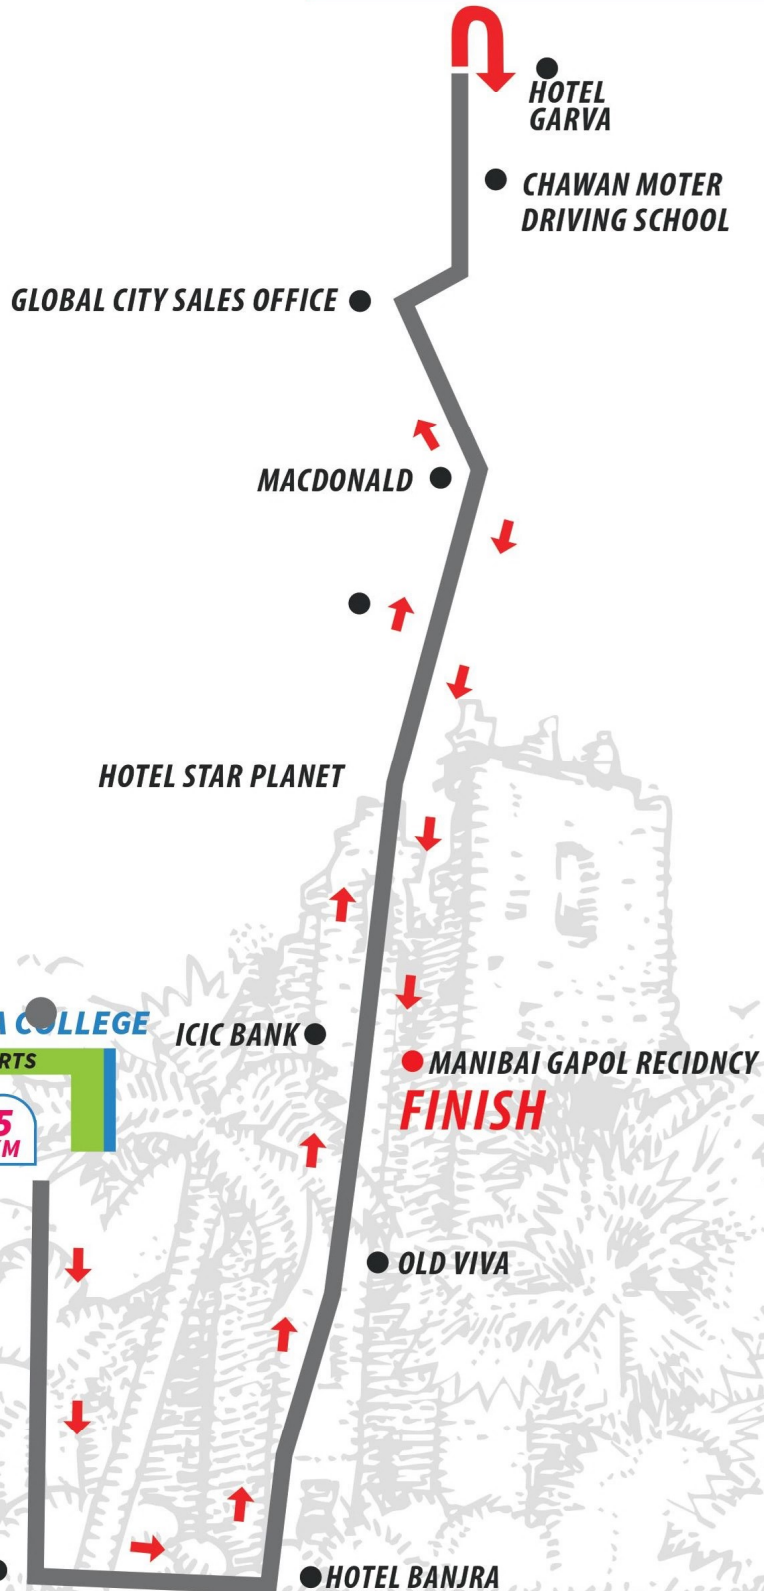 HOTEL
GARVA
CHAWAN MOTER
DRIVING SCHOOL
GLOBAL CITY SALES OFFICE
MACDONALD
HOTEL STAR PLANET
COLLEGE
ICIC BANK
MANIBAI GAPOL RECIDNCY
FINISH
5
OLD VIVA
HOTEL BANJRA